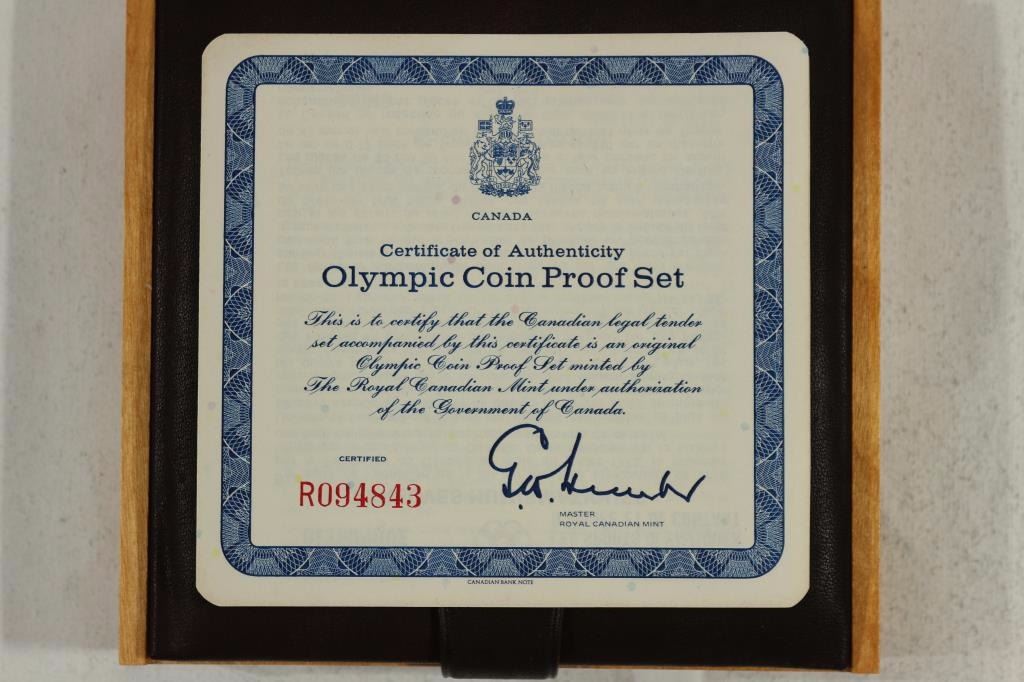 CANADA
Certificate of Authenticity
Olympic Coin Proof Set
This is to certify that the Canadian legal tender
set accompanied by this certificate is an original
Olympic Coin Proof Set minted by
The Royal Canadian Mint under authorization
of the Government of Canada.
CERTIFIED
R094843
MASTER
ROYAL CANADIAN MINT
CANADIAN BANK NOTE